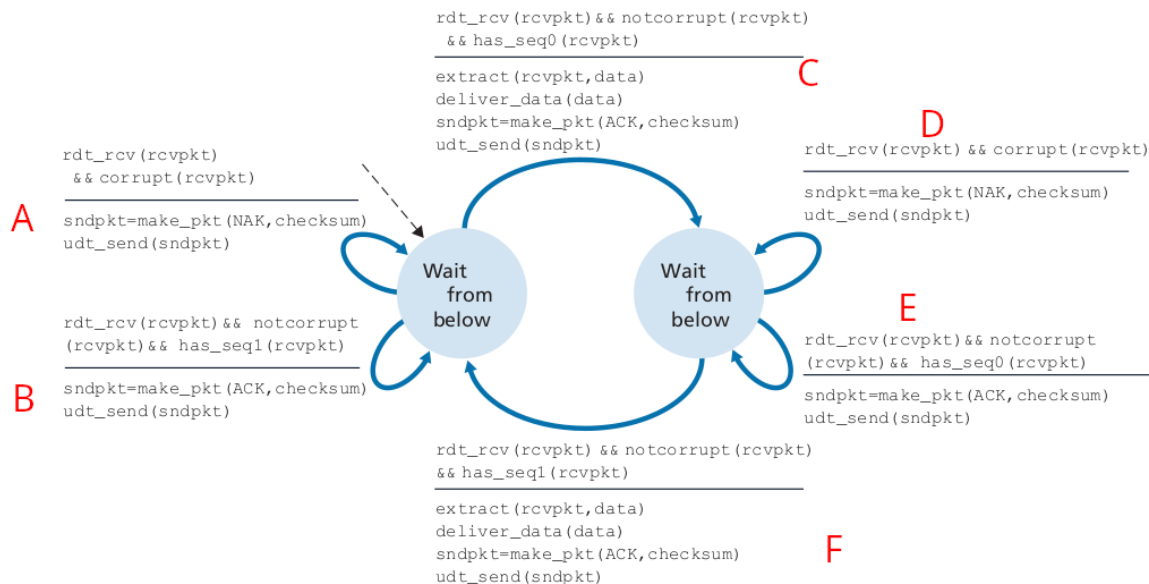 rdt_rcv(rcvpkt)&& notcorrupt(rcvpkt)
&& has_seq0(rcvpkt)
extract(rcvpkt,data)
deliver_data(data)
sndpkt=make_pkt(ACK,checksum)
udt_send(sndpkt)
C
rdt_rcv(rcvpkt)
&& corrupt(rcvpkt)
sndpkt=make_pkt(NAK,checksum)
udt_send(sndpkt)
A
D
rdt_rcv(rcvpkt) && corrupt(rcvpkt)
sndpkt=make_pkt(NAK,checksum)
udt_send(sndpkt)
Wait
from
below
Wait
from
below
rdt_rcv(rcvpkt)&& notcorrupt
(rcvpkt)&& has_seq1(rcvpkt)
sndpkt=make_pkt(ACK,checksum)
udt_send(sndpkt)
B
E
rdt_rcv(rcvpkt)&& notcorrupt
(rcvpkt)&& has_seq0(rcvpkt)
sndpkt=make_pkt(ACK,checksum)
udt_send(sndpkt)
rdt_rcv(rcvpkt) && notcorrupt(rcvpkt)
&& has_seq1(rcvpkt)
extract(rcvpkt,data)
deliver_data(data)
sndpkt=make_pkt(ACK,checksum)
udt_send(sndpkt)
F